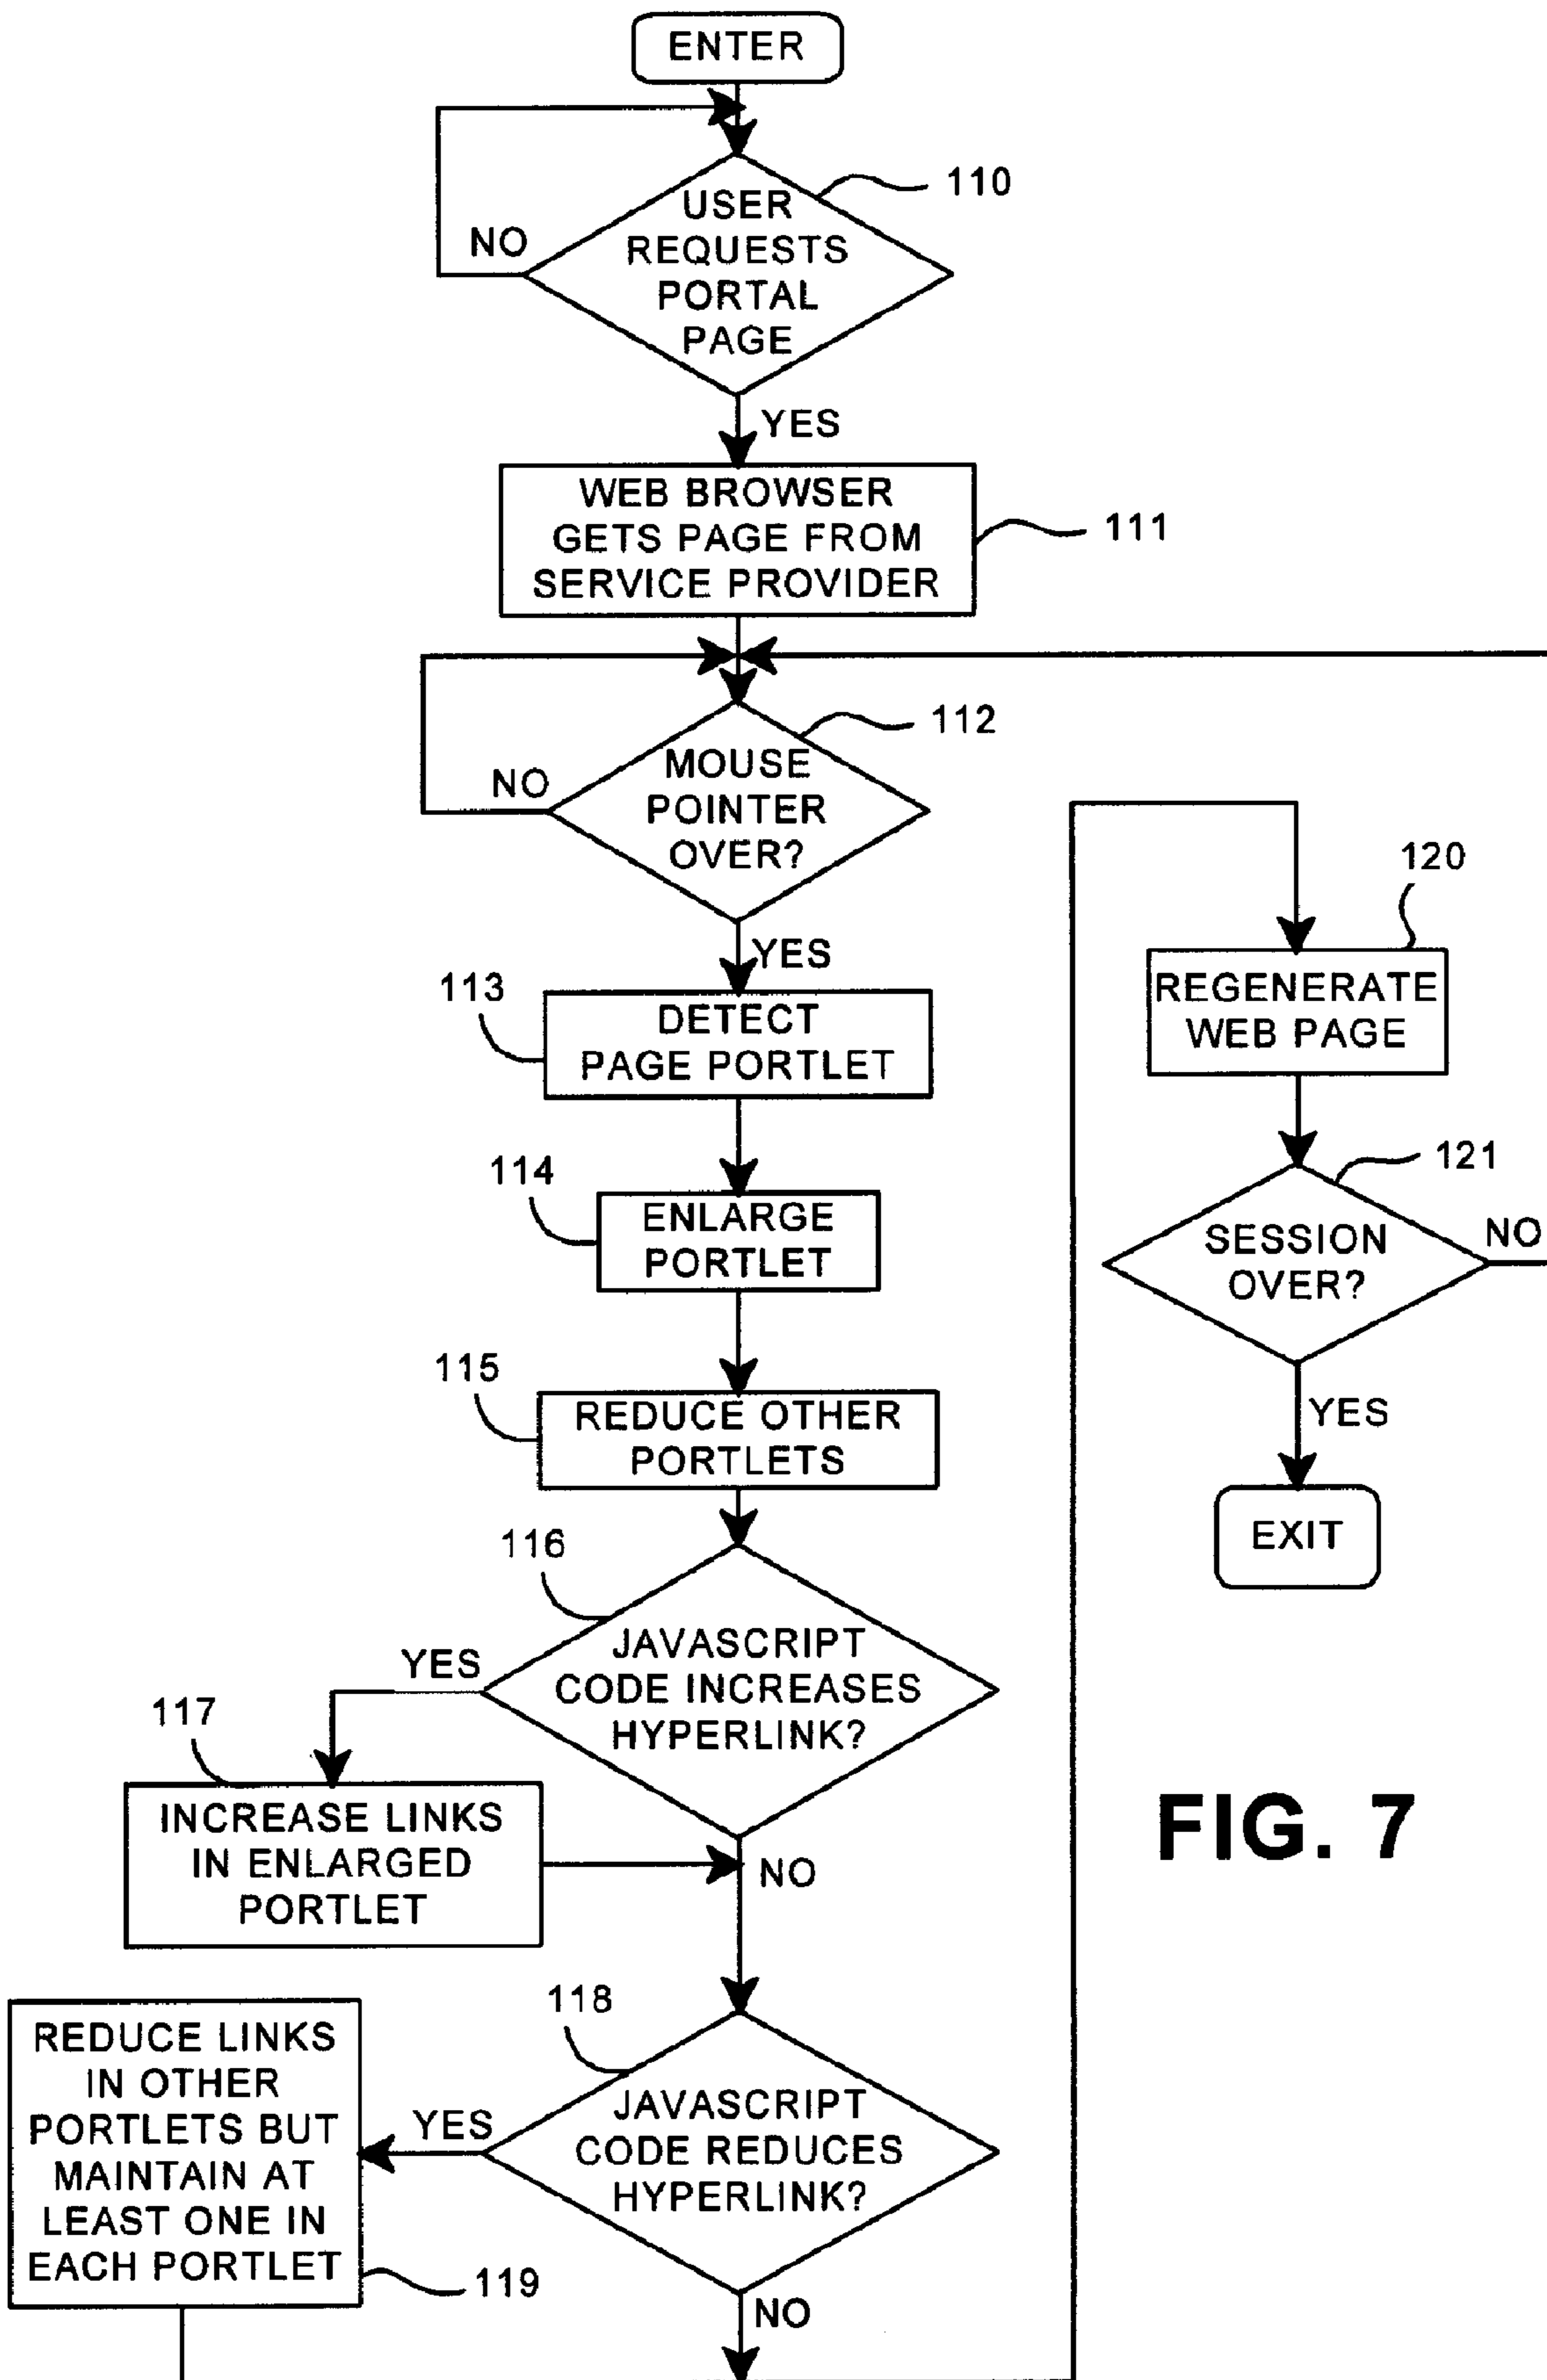 ENTER
USER
REQUESTS
PORTAL
PAGE
110
NO
YES
WEB BROWSER
GETS PAGE FROM
SERVICE PROVIDER
111
MOUSE
POINTER
OVER?
112
NO
YES
113
DETECT
PAGE PORTLET
114
ENLARGE
PORTLET
115
REDUCE OTHER
PORTLETS
116
JAVASCRIPT
CODE INCREASES
HYPERLINK?
YES
117
INCREASE LINKS
IN ENLARGED
PORTLET
NO
118
JAVASCRIPT
CODE REDUCES
HYPERLINK?
YES
REDUCE LINKS
IN OTHER
PORTLETS BUT
MAINTAIN AT
LEAST ONE IN
EACH PORTLET
119
NO
120
REGENERATE
WEB PAGE
121
SESSION
OVER?
NO
YES
EXIT
FIG. 7